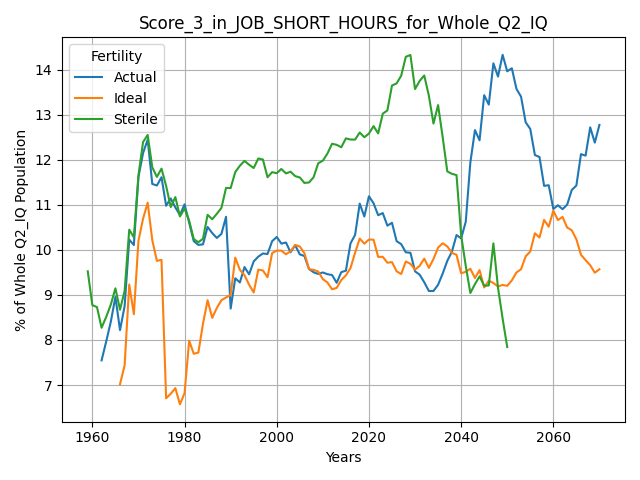 Score_3_in_JOB_SHORT_HOURS_for_Whole_Q2_IQ
Fertility
Actual
Ideal
Sterile
% of Whole Q2_IQ Population
14
13
12
11
10
9
8
7
1960
1980
2000
2020
2040
2060
Years